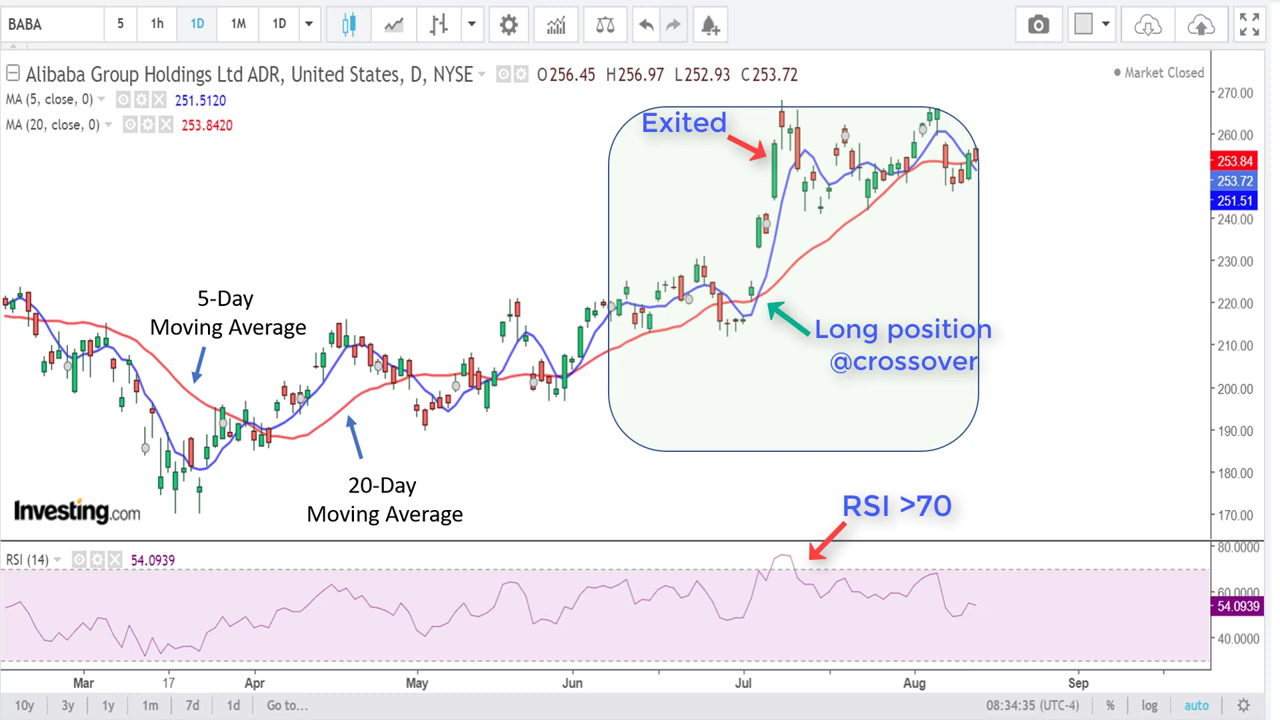 BABA 5 1h 1D 1M 1D
Alibaba Group Holdings Ltd ADR, United States, D, NYSE O256.45 H256.97 L252.93 C253.72
Market Closed
MA (5, close, 0) 251.5120
MA (20, close, 0) 253.8420
Exited
Long position
@crossover
5-Day
Moving Average
20-Day
Moving Average
Investing.com
RSI >70
RSI (14) 54.0939
270.00
260.00
253.84
253.72
251.51
240.00
230.00
220.00
210.00
200.00
190.00
180.00
170.00
80.0000
60.0000
54.0939
40.0000
Mar 17 Apr May Jun Jul Aug Sep
10y 3y 1y 1m 7d 1d Go to... 08:34:35 (UTC-4) % log auto